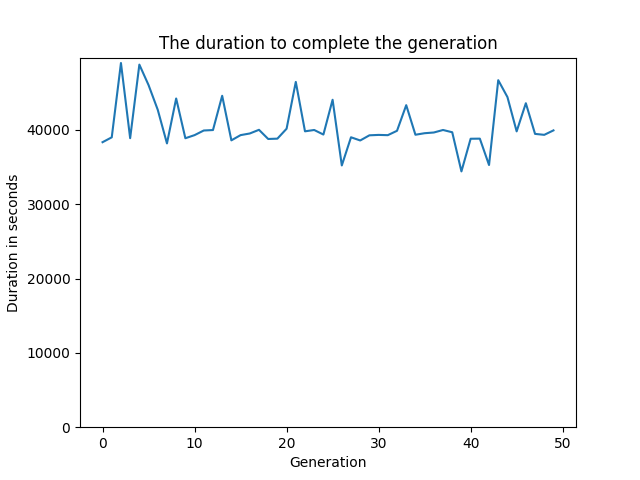 The duration to complete the generation
Duration in seconds
40000
30000
20000
10000
0
0 10 20 30 40 50
Generation